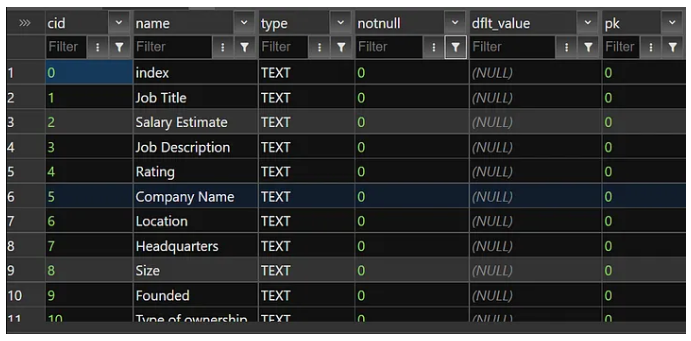 cid name type notnull dflt_value pk
Filter Filter Filter Filter Filter Filter
1 0 index TEXT 0 (NULL) 0
2 1 Job Title TEXT 0 (NULL) 0
3 2 Salary Estimate TEXT 0 (NULL) 0
4 3 Job Description TEXT 0 (NULL) 0
5 4 Rating TEXT 0 (NULL) 0
6 5 Company Name TEXT 0 (NULL) 0
7 6 Location TEXT 0 (NULL) 0
8 7 Headquarters TEXT 0 (NULL) 0
9 8 Size TEXT 0 (NULL) 0
10 9 Founded TEXT 0 (NULL) 0
11 10 Type of ownership TEXT 0 (NULL) 0